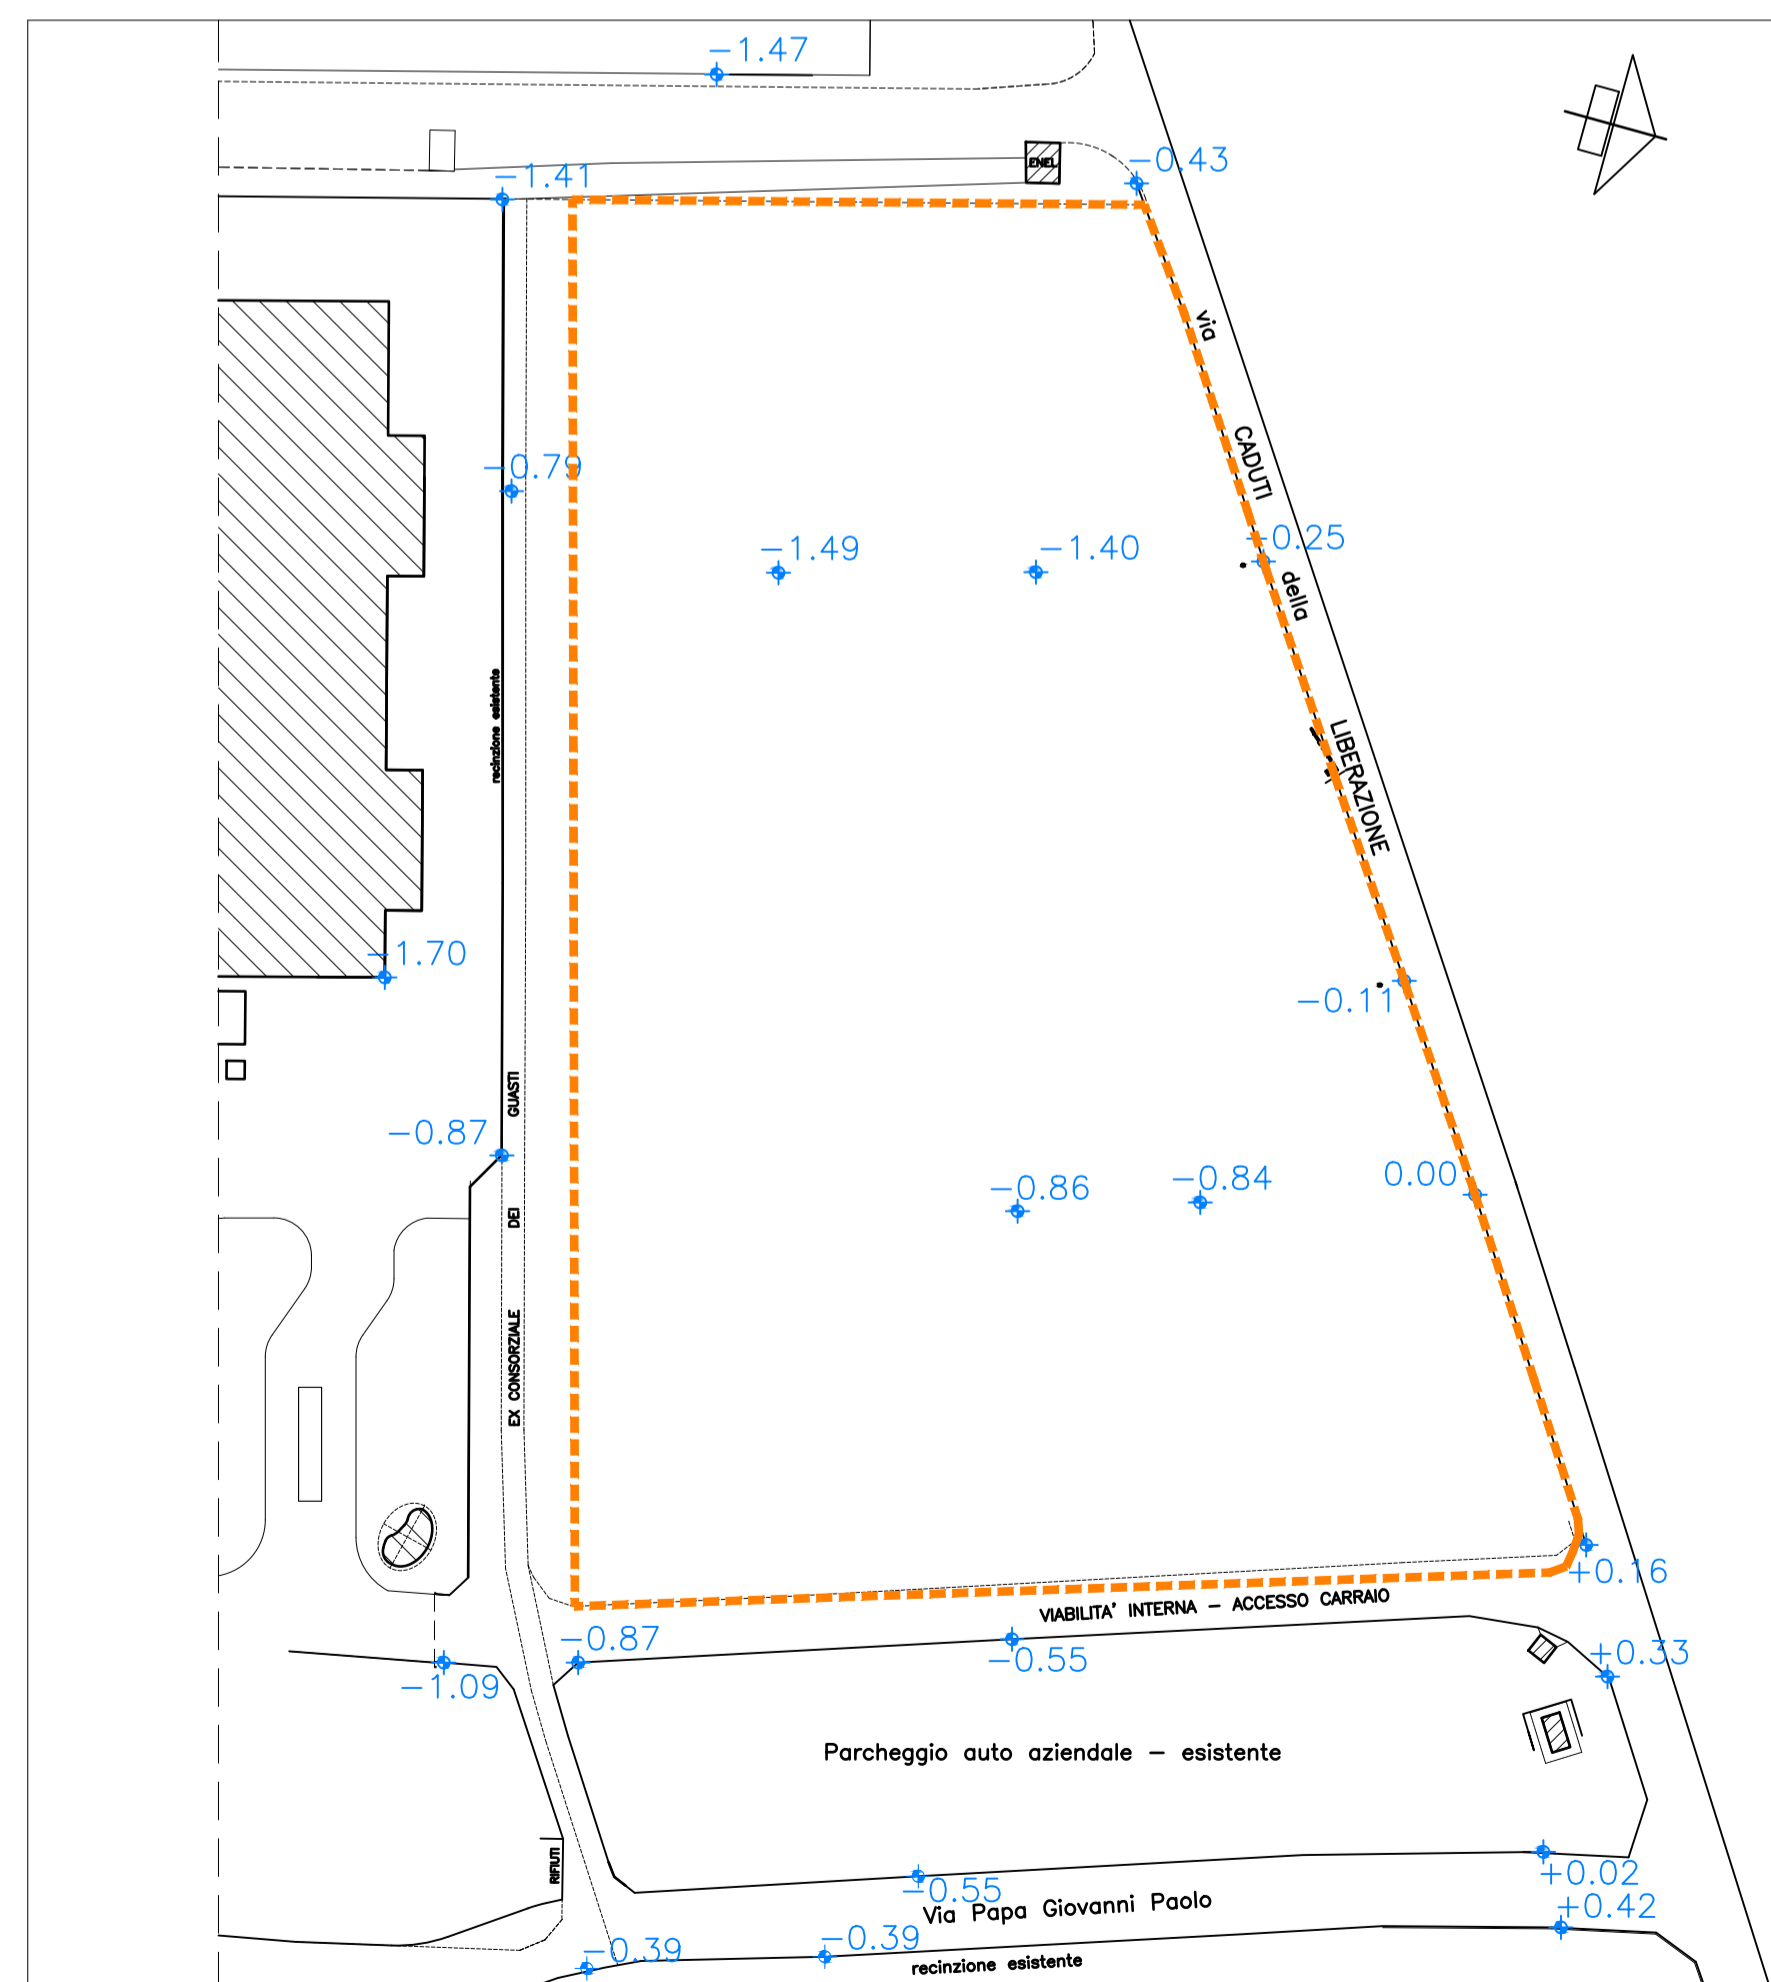 −1.47
ENEL
−0.43
−1.41
via
CADUTI
della
LIBERAZIONE
−0.79
−0.25
−1.49
−1.40
recinzione esistente
−1.70
−0.11
GUASTI
DEI
EX CONSORZIALE
−0.87
−0.86
−0.84
0.00
+0.16
VIABILITA' INTERNA − ACCESSO CARRAIO
−0.87
−0.55
+0.33
−1.09
Parcheggio auto aziendale − esistente
RIFIUTI
+0.02
−0.55
Via Papa Giovanni Paolo
+0.42
−0.39
−0.39
recinzione esistente